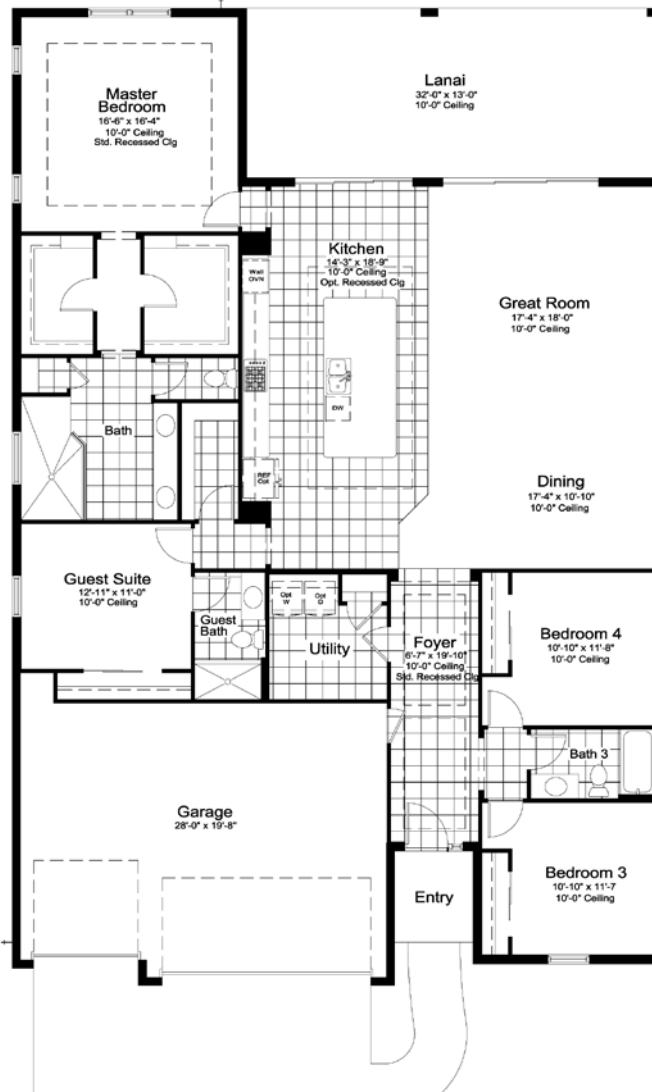 Lanai
32'-0" x 13'-0"
10'-0" Ceiling
Master
Bedroom
16'-6" x 16'-4"
10'-0" Ceiling
Std. Recessed Clg
Kitchen
14'-3" x 18'-9"
10'-0" Ceiling
Opt. Recessed Clg
Wall
OV/N
Great Room
17'-4" x 18'-0"
10'-0" Ceiling
DW
Bath
REF
Opt
Dining
17'-4" x 10'-10"
10'-0" Ceiling
Guest Suite
12'-11" x 11'-0"
10'-0" Ceiling
Guest
Bath
Opt
W
Opt
D
Utility
Foyer
6'-7" x 19'-10"
10'-0" Ceiling
Std. Recessed Clg
Bedroom 4
10'-10" x 11'-8"
10'-0" Ceiling
Bath 3
Garage
28'-0" x 19'-8"
Entry
Bedroom 3
10'-10" x 11'-7
10'-0" Ceiling